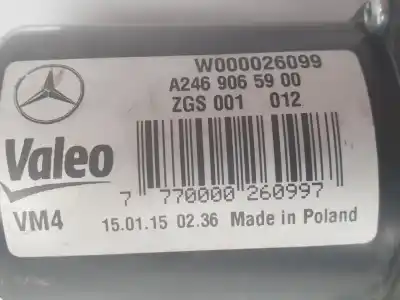 W000026099
A246 906 59 00
ZGS 001 012
Valeo
7 770000 260997
VM4 15.01.15 02.36 Made in Poland